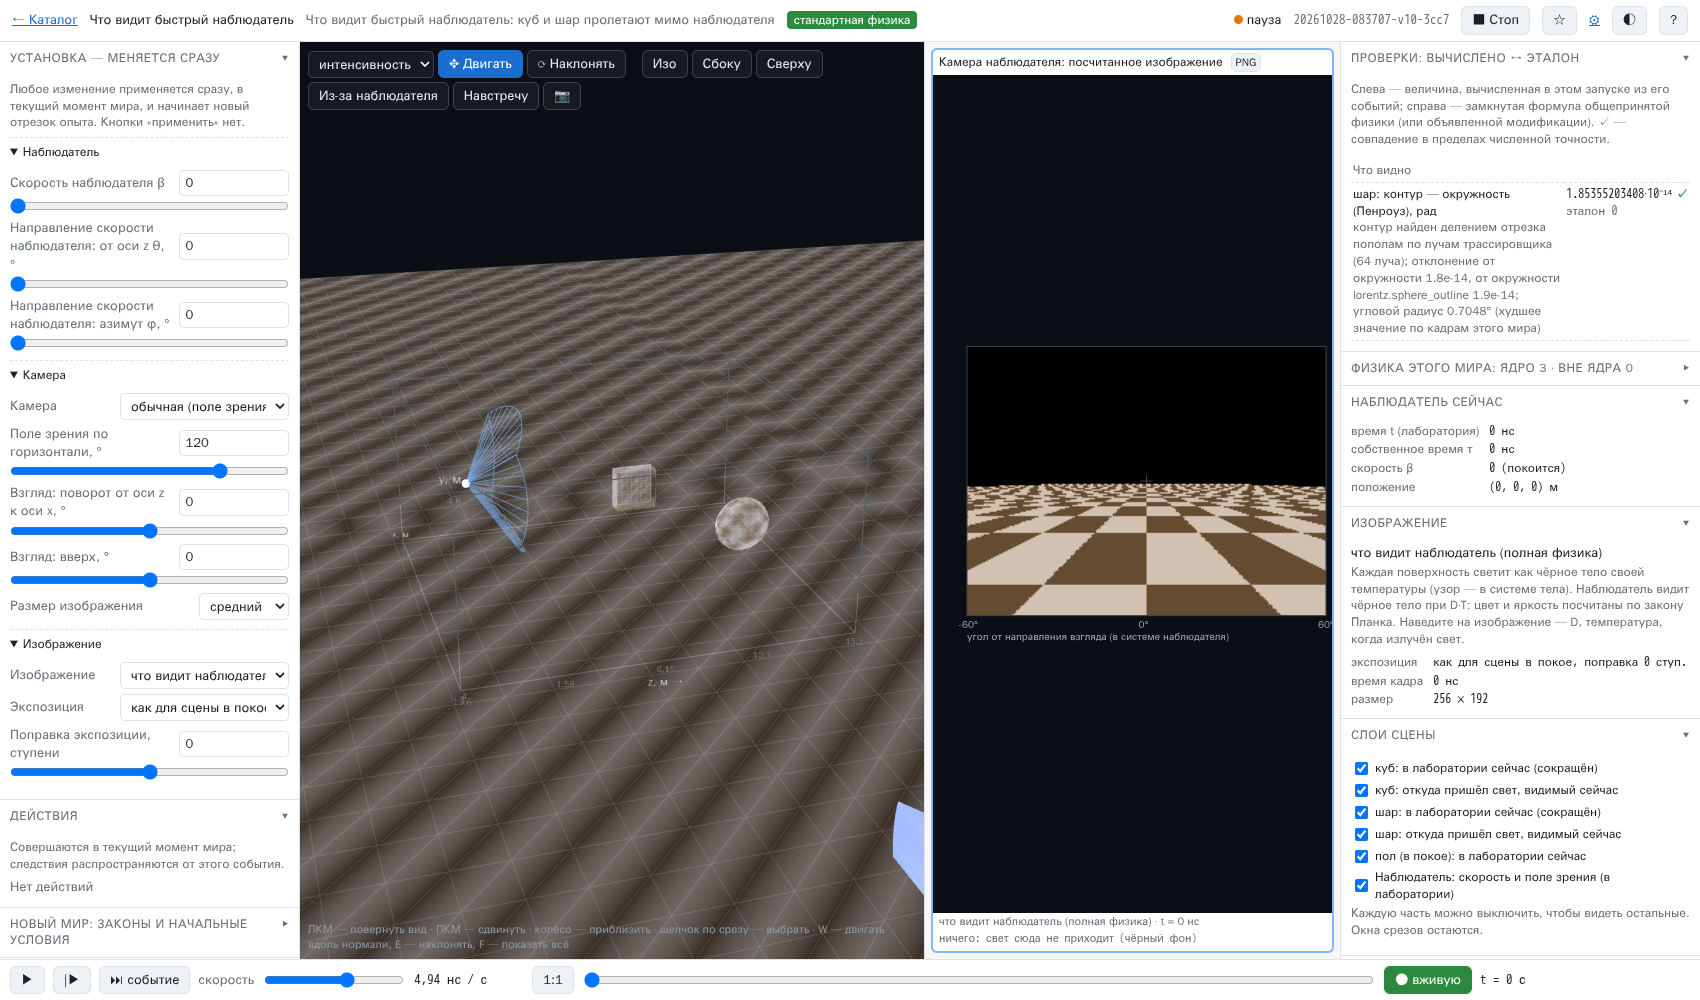 ← Каталог Что видит быстрый наблюдатель Что видит быстрый наблюдатель: куб и шар пролетают мимо наблюдателя стандартная физика
пауза 20261028-083707-v10-3cc7 Стоп ?
УСТАНОВКА — МЕНЯЕТСЯ СРАЗУ
Любое изменение применяется сразу, в
текущий момент мира, и начинает новый
отрезок опыта. Кнопки «применить» нет.
Наблюдатель
Скорость наблюдателя β 0
Направление скорости
наблюдателя: от оси z θ,
°
0
Направление скорости
наблюдателя: азимут φ, °
0
Камера
Камера обычная (поле зрения
Поле зрения по
горизонтали, °
120
Взгляд: поворот от оси z
к оси x, °
0
Взгляд: вверх, ° 0
Размер изображения средний
Изображение
Изображение что видит наблюдател
Экспозиция как для сцены в покое
Поправка экспозиции,
ступени
0
ДЕЙСТВИЯ
Совершаются в текущий момент мира;
следствия распространяются от этого события.
Нет действий
НОВЫЙ МИР: ЗАКОНЫ И НАЧАЛЬНЫЕ
УСЛОВИЯ
интенсивность Двигать Наклонять Изо Сбоку Сверху
Из-за наблюдателя Навстречу
y, м
x, м
1.58
6.15
10.7
15.3
z, м →
ЛКМ — повернуть вид · ПКМ — сдвинуть · колесо — приблизить · щелчок по срезу — выбрать · W — двигать
вдоль нормали, E — наклонять, F — показать всё
Камера наблюдателя: посчитанное изображение PNG
-60° 0° 60°
угол от направления взгляда (в системе наблюдателя)
что видит наблюдатель (полная физика) · t = 0 нс
ничего: свет сюда не приходит (чёрный фон)
ПРОВЕРКИ: ВЫЧИСЛЕНО ↔ ЭТАЛОН
Слева — величина, вычисленная в этом запуске из его
событий; справа — замкнутая формула общепринятой
физики (или объявленной модификации). ✓ —
совпадение в пределах численной точности.
Что видно
шар: контур — окружность
(Пенроуз), рад
1.85355203408·10⁻¹⁴ ✓
эталон 0
контур найден делением отрезка
пополам по лучам трассировщика
(64 луча); отклонение от
окружности 1.8e-14, от окружности
lorentz.sphere_outline 1.9e-14;
угловой радиус 0.7048° (худшее
значение по кадрам этого мира)
ФИЗИКА ЭТОГО МИРА: ЯДРО 3 · ВНЕ ЯДРА 0
НАБЛЮДАТЕЛЬ СЕЙЧАС
время t (лаборатория) 0 нс
собственное время τ 0 нс
скорость β 0 (покоится)
положение (0, 0, 0) м
ИЗОБРАЖЕНИЕ
что видит наблюдатель (полная физика)
Каждая поверхность светит как чёрное тело своей
температуры (узор — в системе тела). Наблюдатель видит
чёрное тело при D·T: цвет и яркость посчитаны по закону
Планка. Наведите на изображение — D, температура,
когда излучён свет.
экспозиция как для сцены в покое, поправка 0 ступ.
время кадра 0 нс
размер 256 × 192
СЛОИ СЦЕНЫ
куб: в лаборатории сейчас (сокращён)
куб: откуда пришёл свет, видимый сейчас
шар: в лаборатории сейчас (сокращён)
шар: откуда пришёл свет, видимый сейчас
пол (в покое): в лаборатории сейчас
Наблюдатель: скорость и поле зрения (в
лаборатории)
Каждую часть можно выключить, чтобы видеть остальные.
Окна срезов остаются.
событие скорость 4,94 нс / с 1:1 вживую t = 0 с